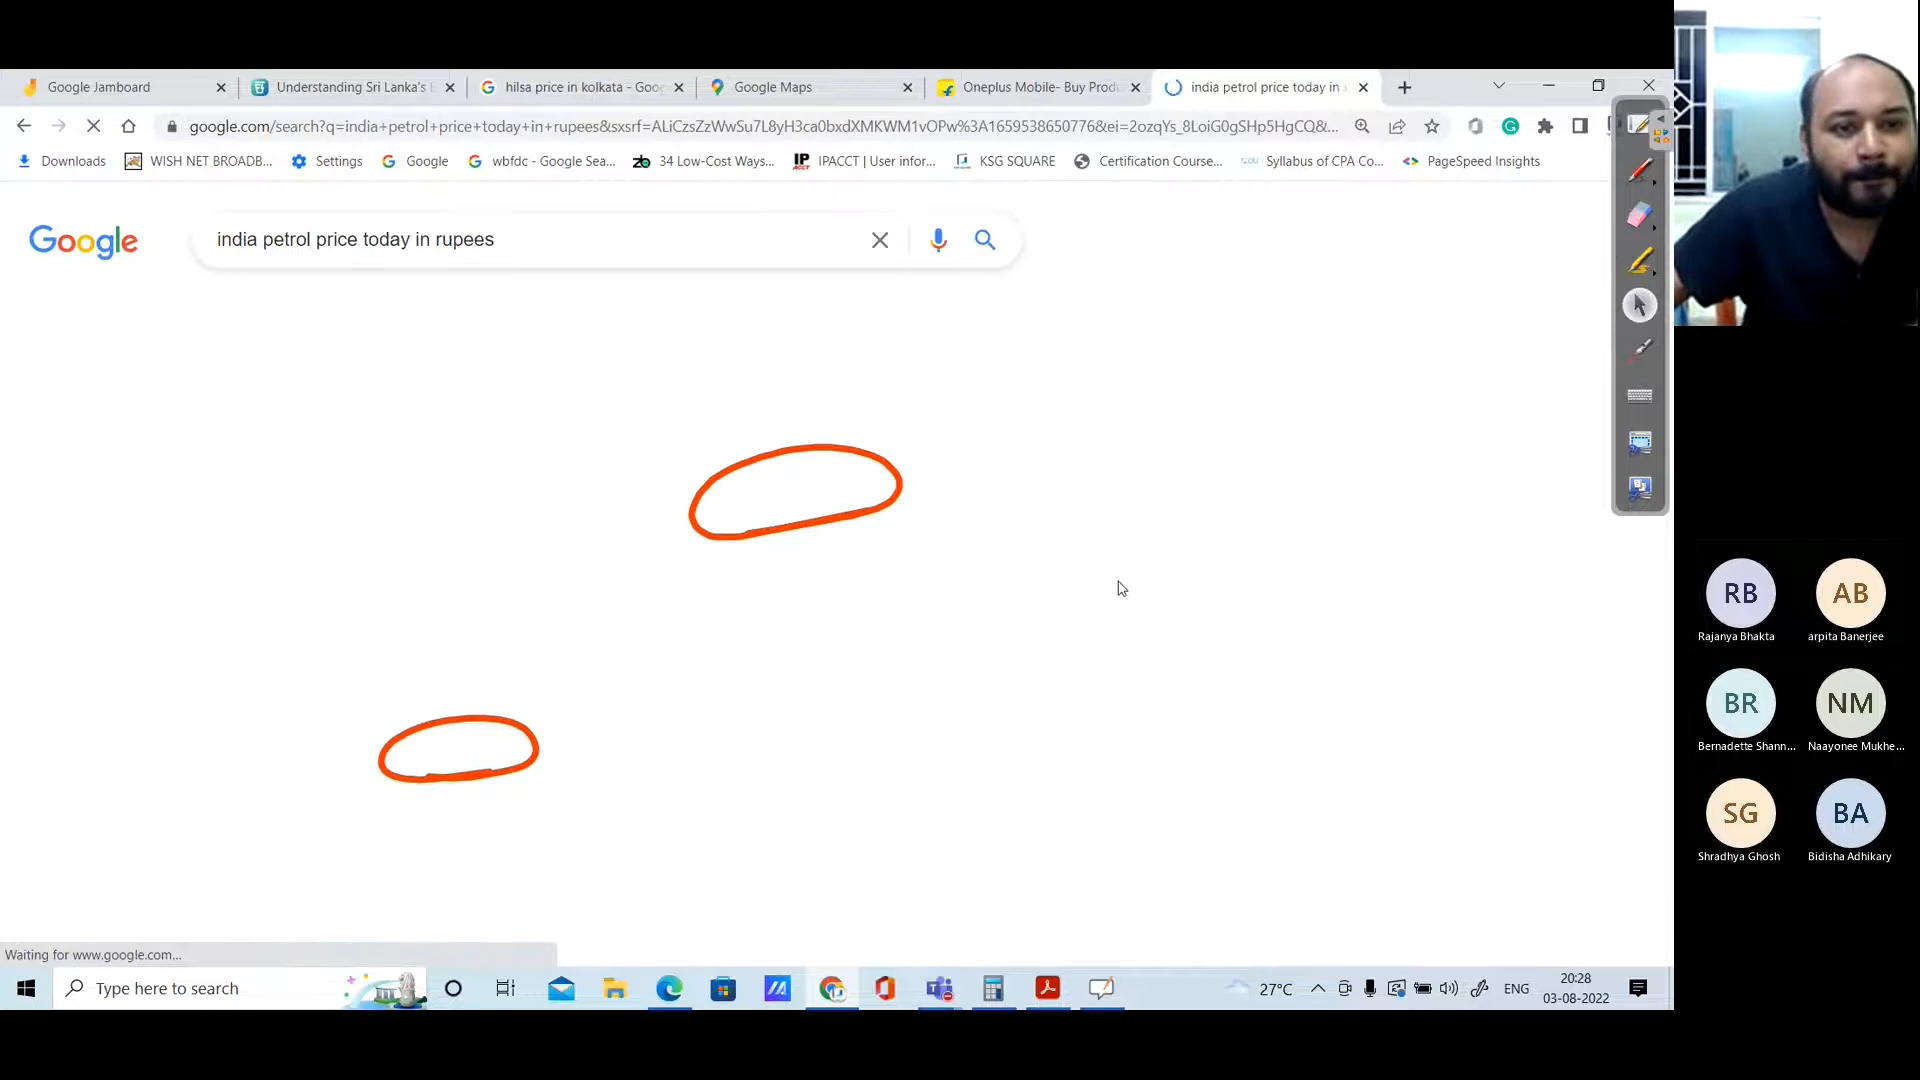 Google Jamboard
Understanding Sri Lanka's E
hilsa price in kolkata - Goo
Google Maps
Oneplus Mobile- Buy Produ
india petrol price today in
google.com/search?q=india+petrol+price+today+in+rupees&sxsrf=ALiCzsZzWwSu7L8yH3ca0bxdXMKWM1vOPw%3A1659538650776&ei=2ozqYs_8LoiG0gSHp5HgCQ&...
Downloads
WISH NET BROADB...
Settings
Google
wbfdc - Google Sea...
34 Low-Cost Ways...
IPACCT | User infor...
KSG SQUARE
Certification Course...
Syllabus of CPA Co...
PageSpeed Insights
Google
india petrol price today in rupees
RB
AB
Rajanya Bhakta
arpita Banerjee
BR
NM
Bernadette Shann...
Naayonee Mukhe...
SG
BA
Shradhya Ghosh
Bidisha Adhikary
Waiting for www.google.com...
Type here to search
27°C
ENG
20:28
03-08-2022